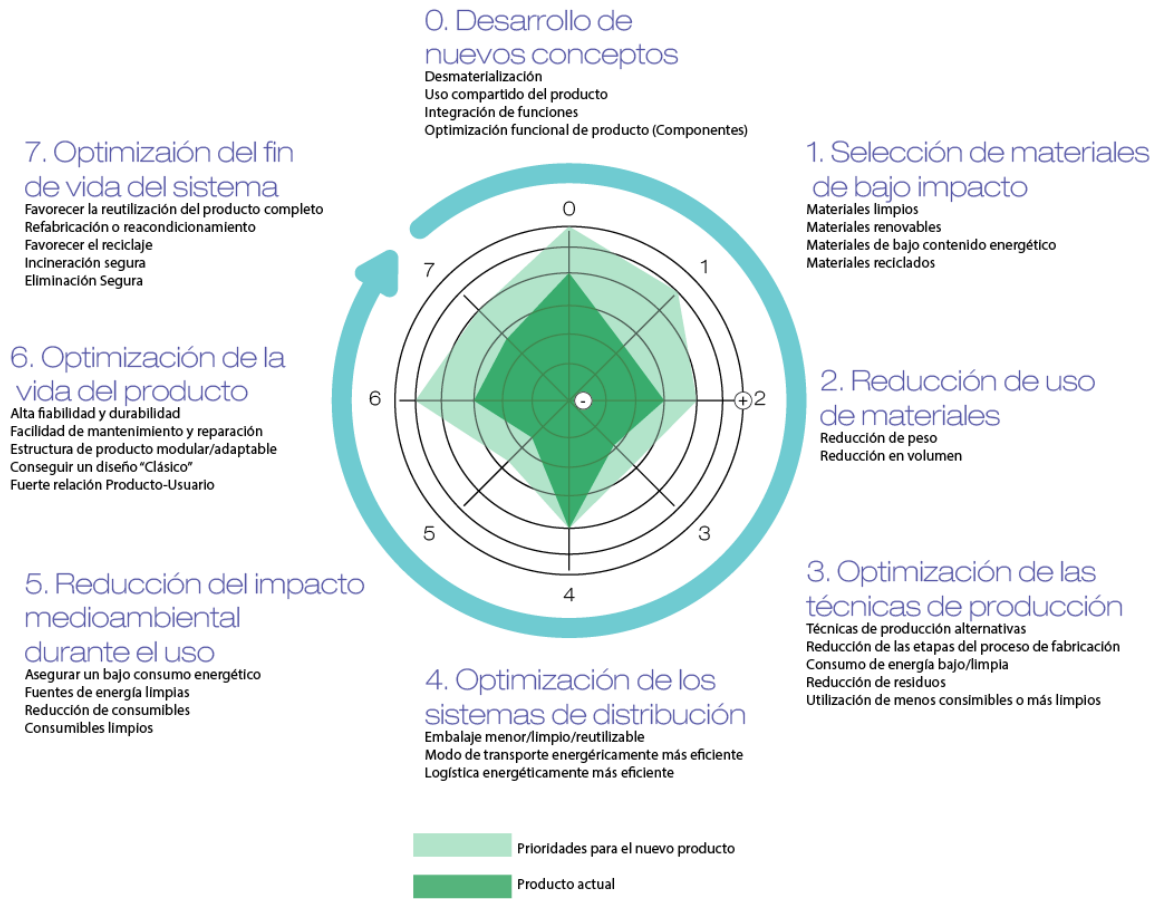 0. Desarrollo de
nuevos conceptos
Desmaterialización
Uso compartido del producto
Integración de funciones
Optimización funcional de producto (Componentes)
1. Selección de materiales
de bajo impacto
Materiales limpios
Materiales renovables
Materiales de bajo contenido energético
Materiales reciclados
2. Reducción de uso
de materiales
Reducción de peso
Reducción en volumen
3. Optimización de las
técnicas de producción
Técnicas de producción alternativas
Reducción de las etapas del proceso de fabricación
Consumo de energía bajo/limpia
Reducción de residuos
Utilización de menos consimibles o más limpios
4. Optimización de los
sistemas de distribución
Embalaje menor/limpio/reutilizable
Modo de transporte energéricamente más eficiente
Logística energéticamente más eficiente
5. Reducción del impacto
medioambiental
durante el uso
Asegurar un bajo consumo energético
Fuentes de energía limpias
Reducción de consumibles
Consumibles limpios
6. Optimización de la
vida del producto
Alta fiabilidad y durabilidad
Facilidad de mantenimiento y reparación
Estructura de producto modular/adaptable
Conseguir un diseño “Clásico”
Fuerte relación Producto-Usuario
7. Optimizaión del fin
de vida del sistema
Favorecer la reutilización del producto completo
Refabricación o reacondicionamiento
Favorecer el reciclaje
Incineración segura
Eliminación Segura
0
1
2
3
4
5
6
7
-
+
Prioridades para el nuevo producto
Producto actual